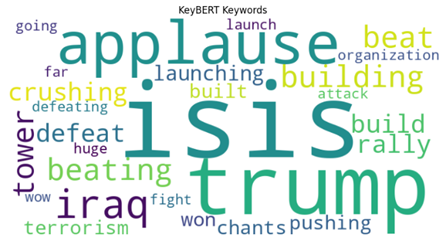 KeyBERT Keywords
going
launch
applause
beat
organization
far
launching
building
crushing
built
attack
defeating
isis
tower
defeat
build
huge
rally
beating
trump
wow
iraq
fight
won
chants
pushing
terrorism